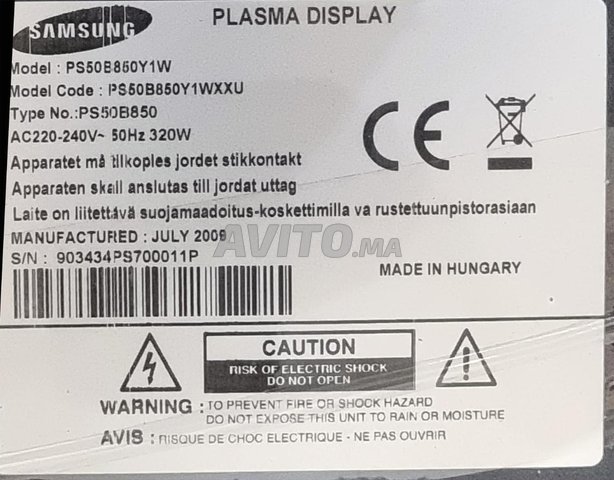 SAMSUNG
PLASMA DISPLAY
Model : PS50B850Y1W
Model Code : PS50B850Y1WXXU
Type No.:PS50B850
AC220-240V~ 50Hz 320W
CE
Apparatet må tilkoples jordet stikkontakt
Apparaten skall anslutas till jordat uttag
Laite on liitettävä suojamaadoitus-koskettimilla va rustettuunpistorasiaan
MANUFACTURED : JULY 2009
AVITO.MA
S/N : 903434PS700011P
MADE IN HUNGARY
CAUTION
RISK OF ELECTRIC SHOCK
DO NOT OPEN
WARNING : TO PREVENT FIRE OR SHOCK HAZARD
DO NOT EXPOSE THIS UNIT TO RAIN OR MOISTURE
AVIS : RISQUE DE CHOC ELECTRIQUE - NE PAS OUVRIR